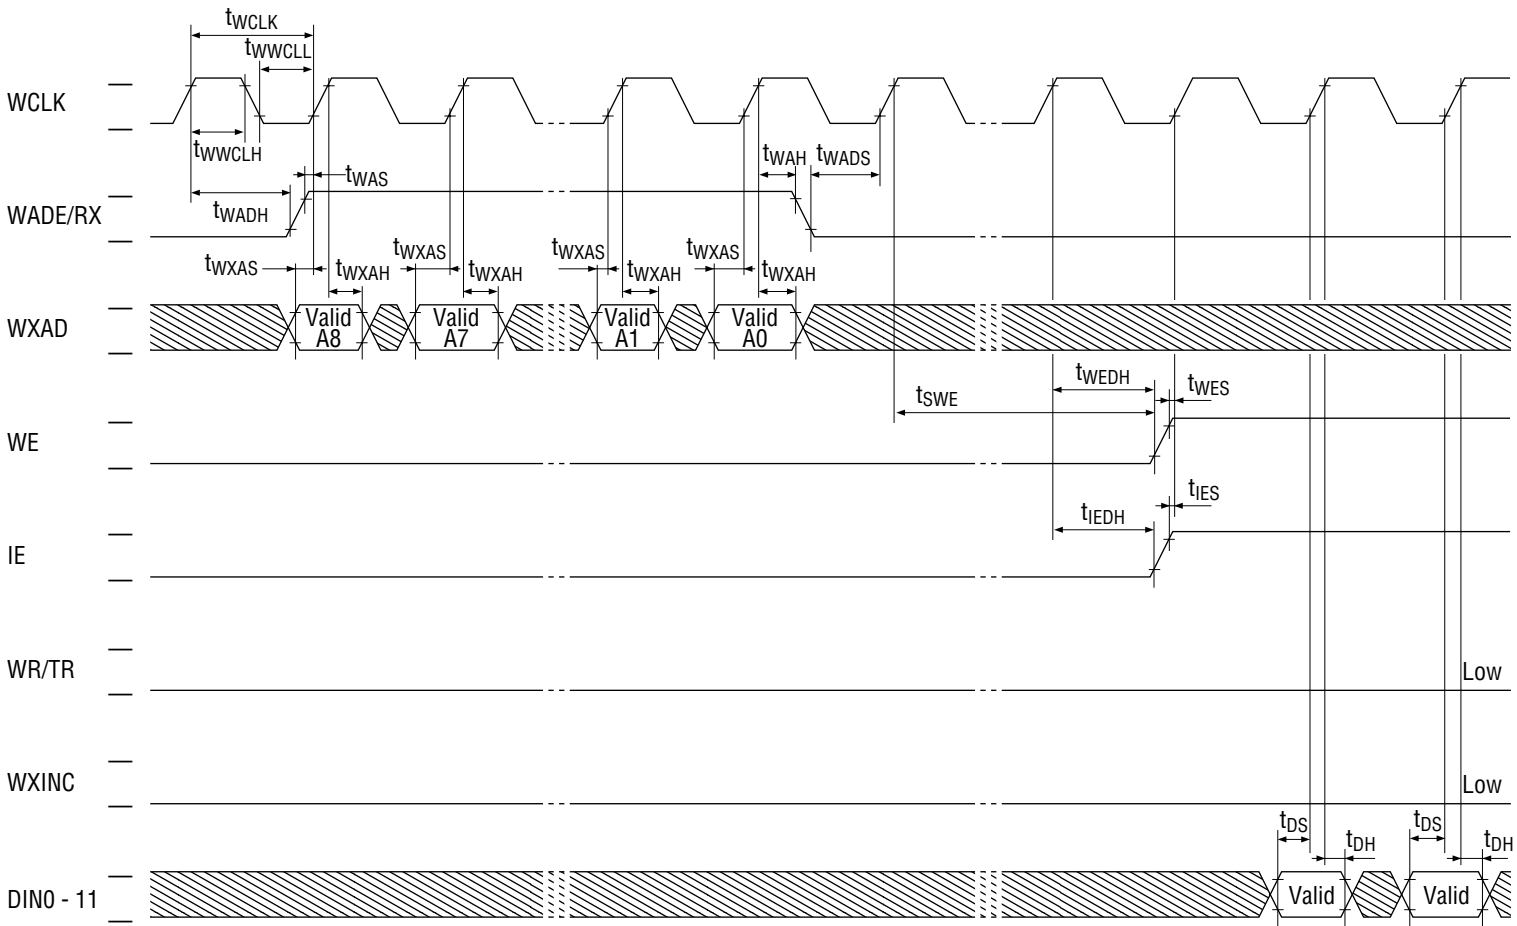 tWCLK
tWWCLL
WCLK
tWWCLH
tWAS
tWAH tWADS
tWADH
WADE/RX
tWXAS tWXAH tWXAS tWXAH tWXAS tWXAH tWXAS tWXAH
WXAD
Valid A8
Valid A7
Valid A1
Valid A0
tWEDH
tWES
tSWE
WE
tIES
tIEDH
IE
WR/TR
Low
WXINC
Low
tDS tDH tDS tDH
DIN0 - 11
Valid Valid